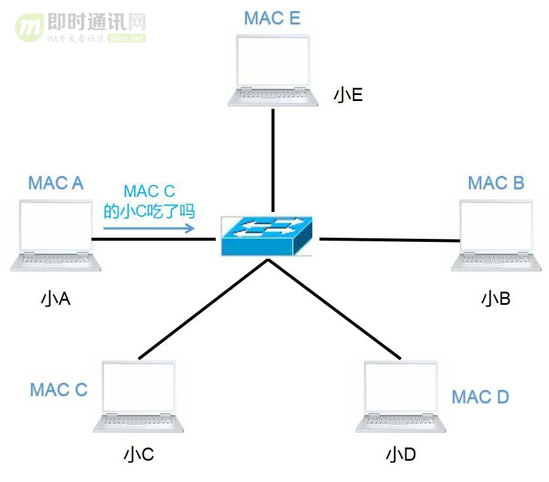 即时通讯网
IM开发者社区 52im.net
MAC E
小E
MAC A
MAC C
的小C吃了吗
MAC B
小A
小B
MAC C
MAC D
小C
小D